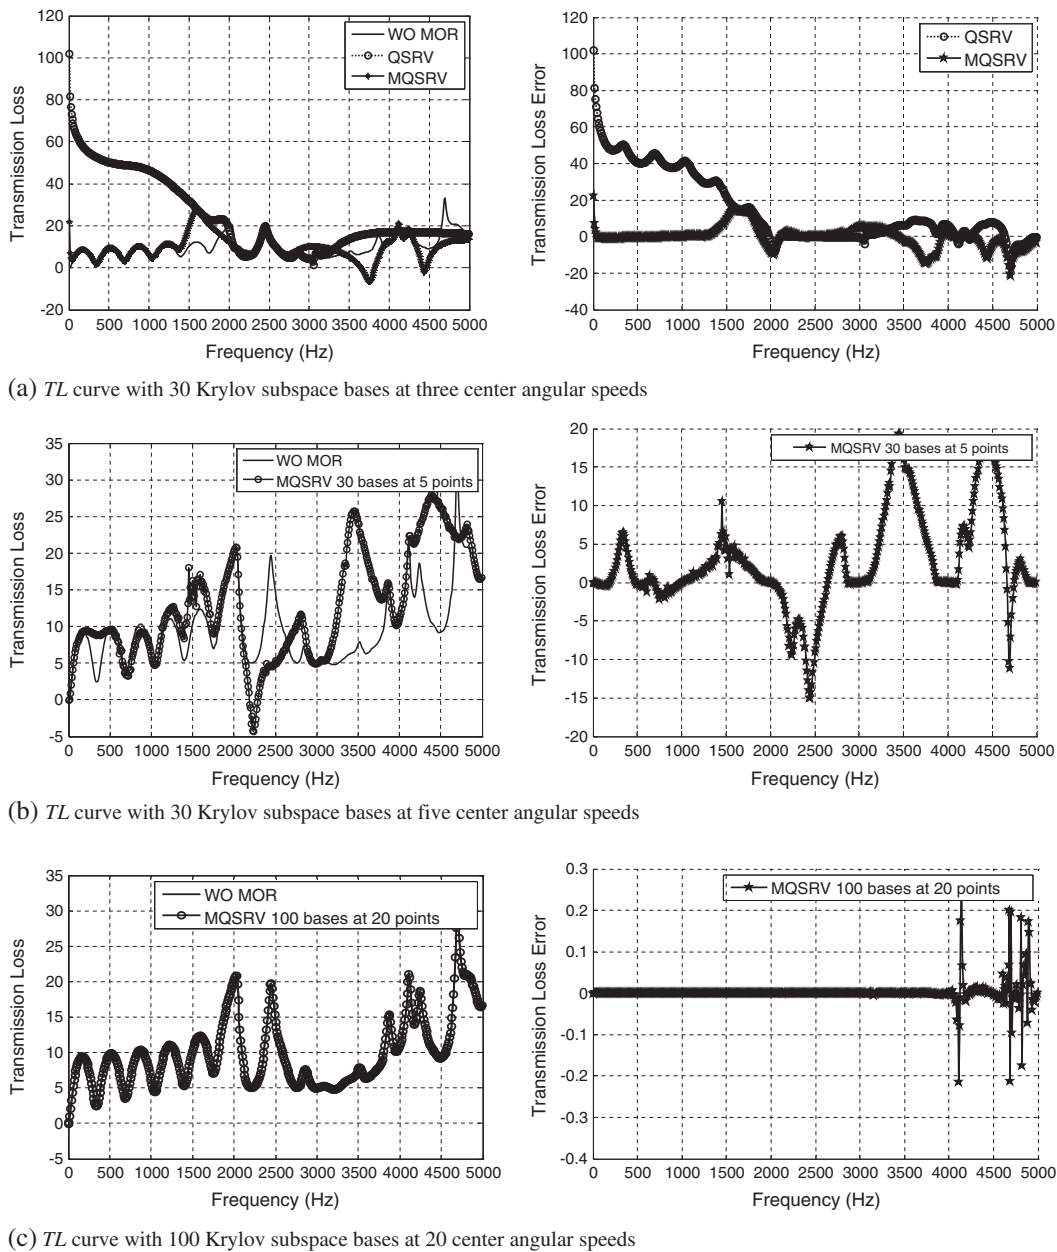 120
100
80
60
40
20
0
-20
Transmission Loss
WO MOR
QSRV
MQSRV
0 500 1000 1500 2000 2500 3000 3500 4000 4500 5000
Frequency (Hz)
120
100
80
60
40
20
0
-20
-40
Transmission Loss Error
QSRV
MQSRV
0 500 1000 1500 2000 2500 3000 3500 4000 4500 5000
Frequency (Hz)
(a) TL curve with 30 Krylov subspace bases at three center angular speeds
35
30
25
20
15
10
5
0
-5
Transmission Loss
WO MOR
MQSRV 30 bases at 5 points
0 500 1000 1500 2000 2500 3000 3500 4000 4500 5000
Frequency (Hz)
20
15
10
5
0
-5
-10
-15
-20
Transmission Loss Error
MQSRV 30 bases at 5 points
0 500 1000 1500 2000 2500 3000 3500 4000 4500 5000
Frequency (Hz)
(b) TL curve with 30 Krylov subspace bases at five center angular speeds
35
30
25
20
15
10
5
0
-5
Transmission Loss
WO MOR
MQSRV 100 bases at 20 points
0 500 1000 1500 2000 2500 3000 3500 4000 4500 5000
Frequency (Hz)
0.3
0.2
0.1
0
-0.1
-0.2
-0.3
-0.4
Transmission Loss Error
MQSRV 100 bases at 20 points
0 500 1000 1500 2000 2500 3000 3500 4000 4500 5000
Frequency (Hz)
(c) TL curve with 100 Krylov subspace bases at 20 center angular speeds